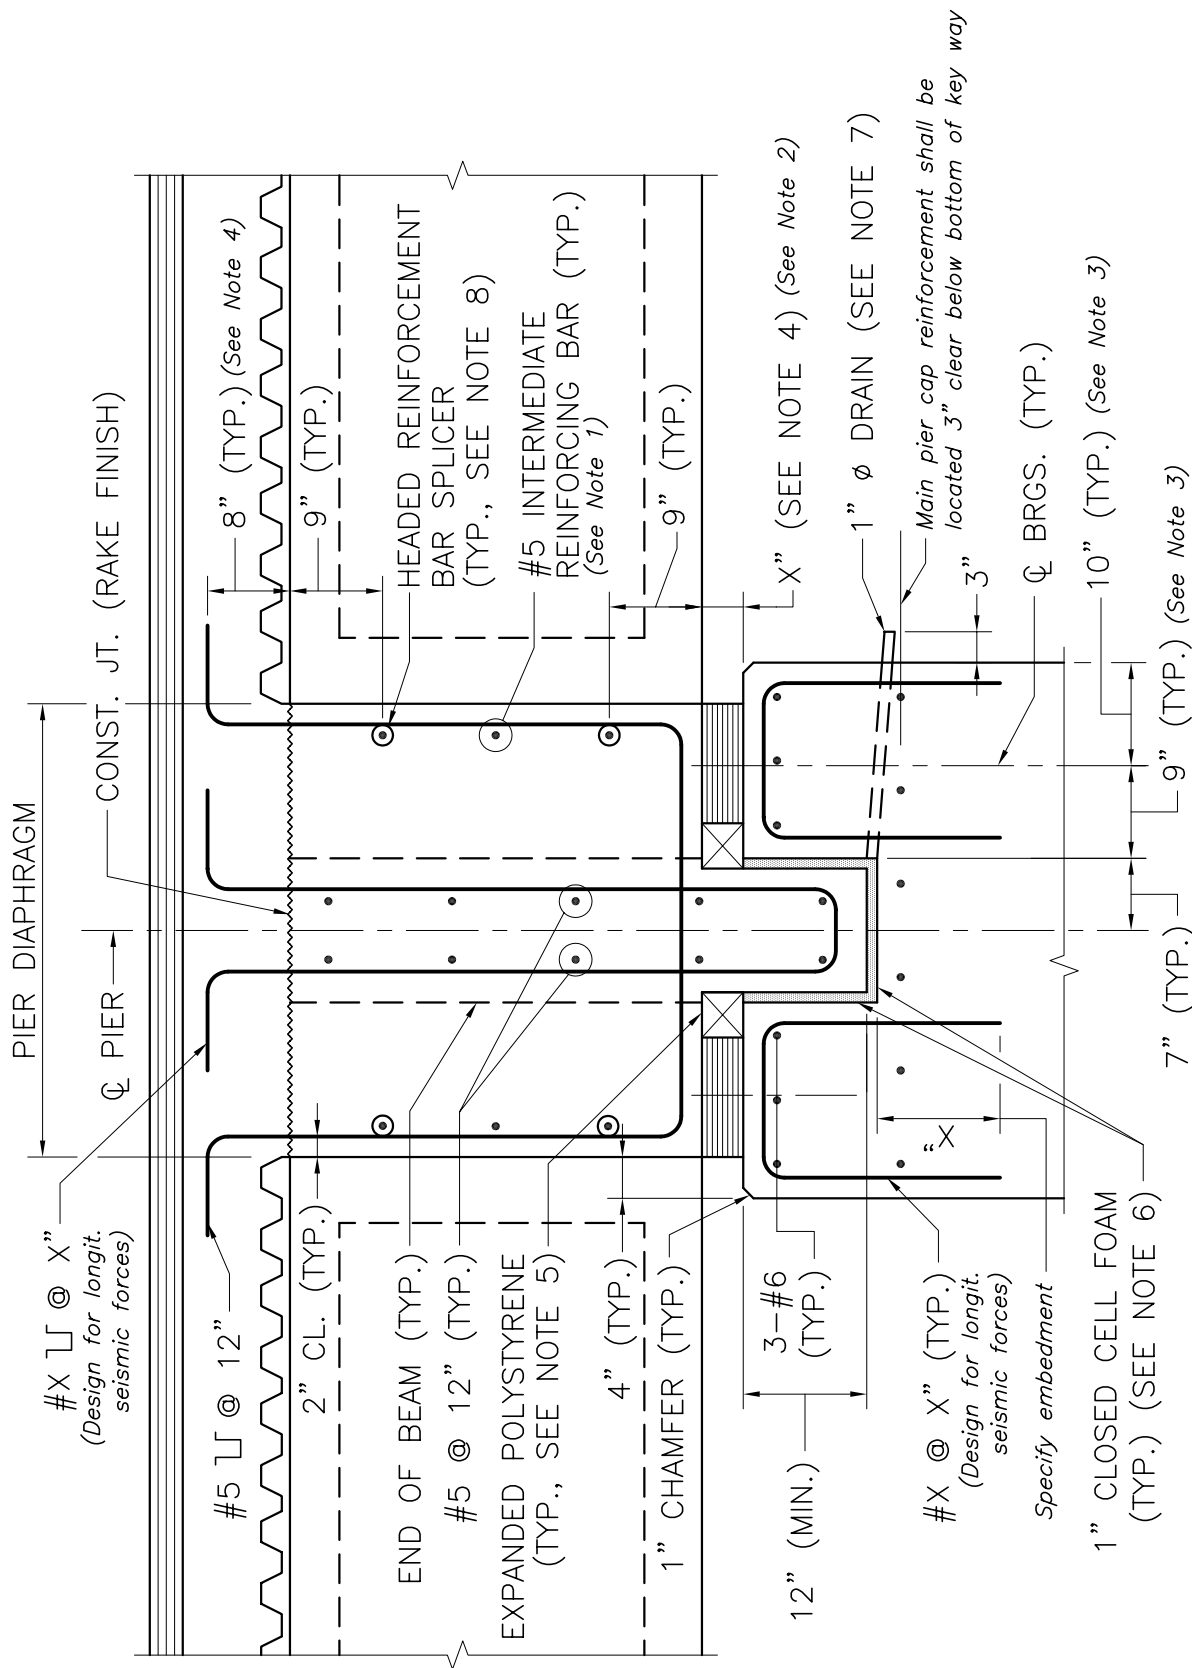 PIER DIAPHRAGM
℄ PIER
CONST. JT. (RAKE FINISH)
#X ⊔ @ X"
(Design for longit.
seismic forces)
#5 ⊔ @ 12"
2" CL. (TYP.)
END OF BEAM (TYP.)
#5 @ 12" (TYP.)
EXPANDED POLYSTYRENE
(TYP., SEE NOTE 5)
4" (TYP.)
1" CHAMFER (TYP.)
3-#6
(TYP.)
12" (MIN.)
#X @ X" (TYP.)
(Design for longit.
seismic forces)
Specify embedment
X"
1" CLOSED CELL FOAM
(TYP.) (SEE NOTE 6)
8" (TYP.) (See Note 4)
9" (TYP.)
HEADED REINFORCEMENT
BAR SPLICER
(TYP., SEE NOTE 8)
#5 INTERMEDIATE
REINFORCING BAR (TYP.)
(See Note 1)
9" (TYP.)
X" (SEE NOTE 4) (See Note 2)
1" ø DRAIN (SEE NOTE 7)
Main pier cap reinforcement shall be
located 3" clear below bottom of key way
3"
℄ BRGS. (TYP.)
10" (TYP.) (See Note 3)
9" (TYP.) (See Note 3)
7" (TYP.)